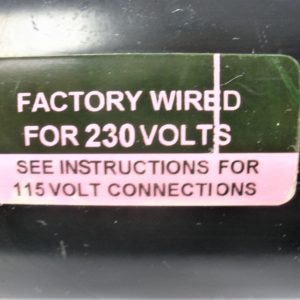 FACTORY WIRED
FOR 230 VOLTS
SEE INSTRUCTIONS FOR
115 VOLT CONNECTIONS